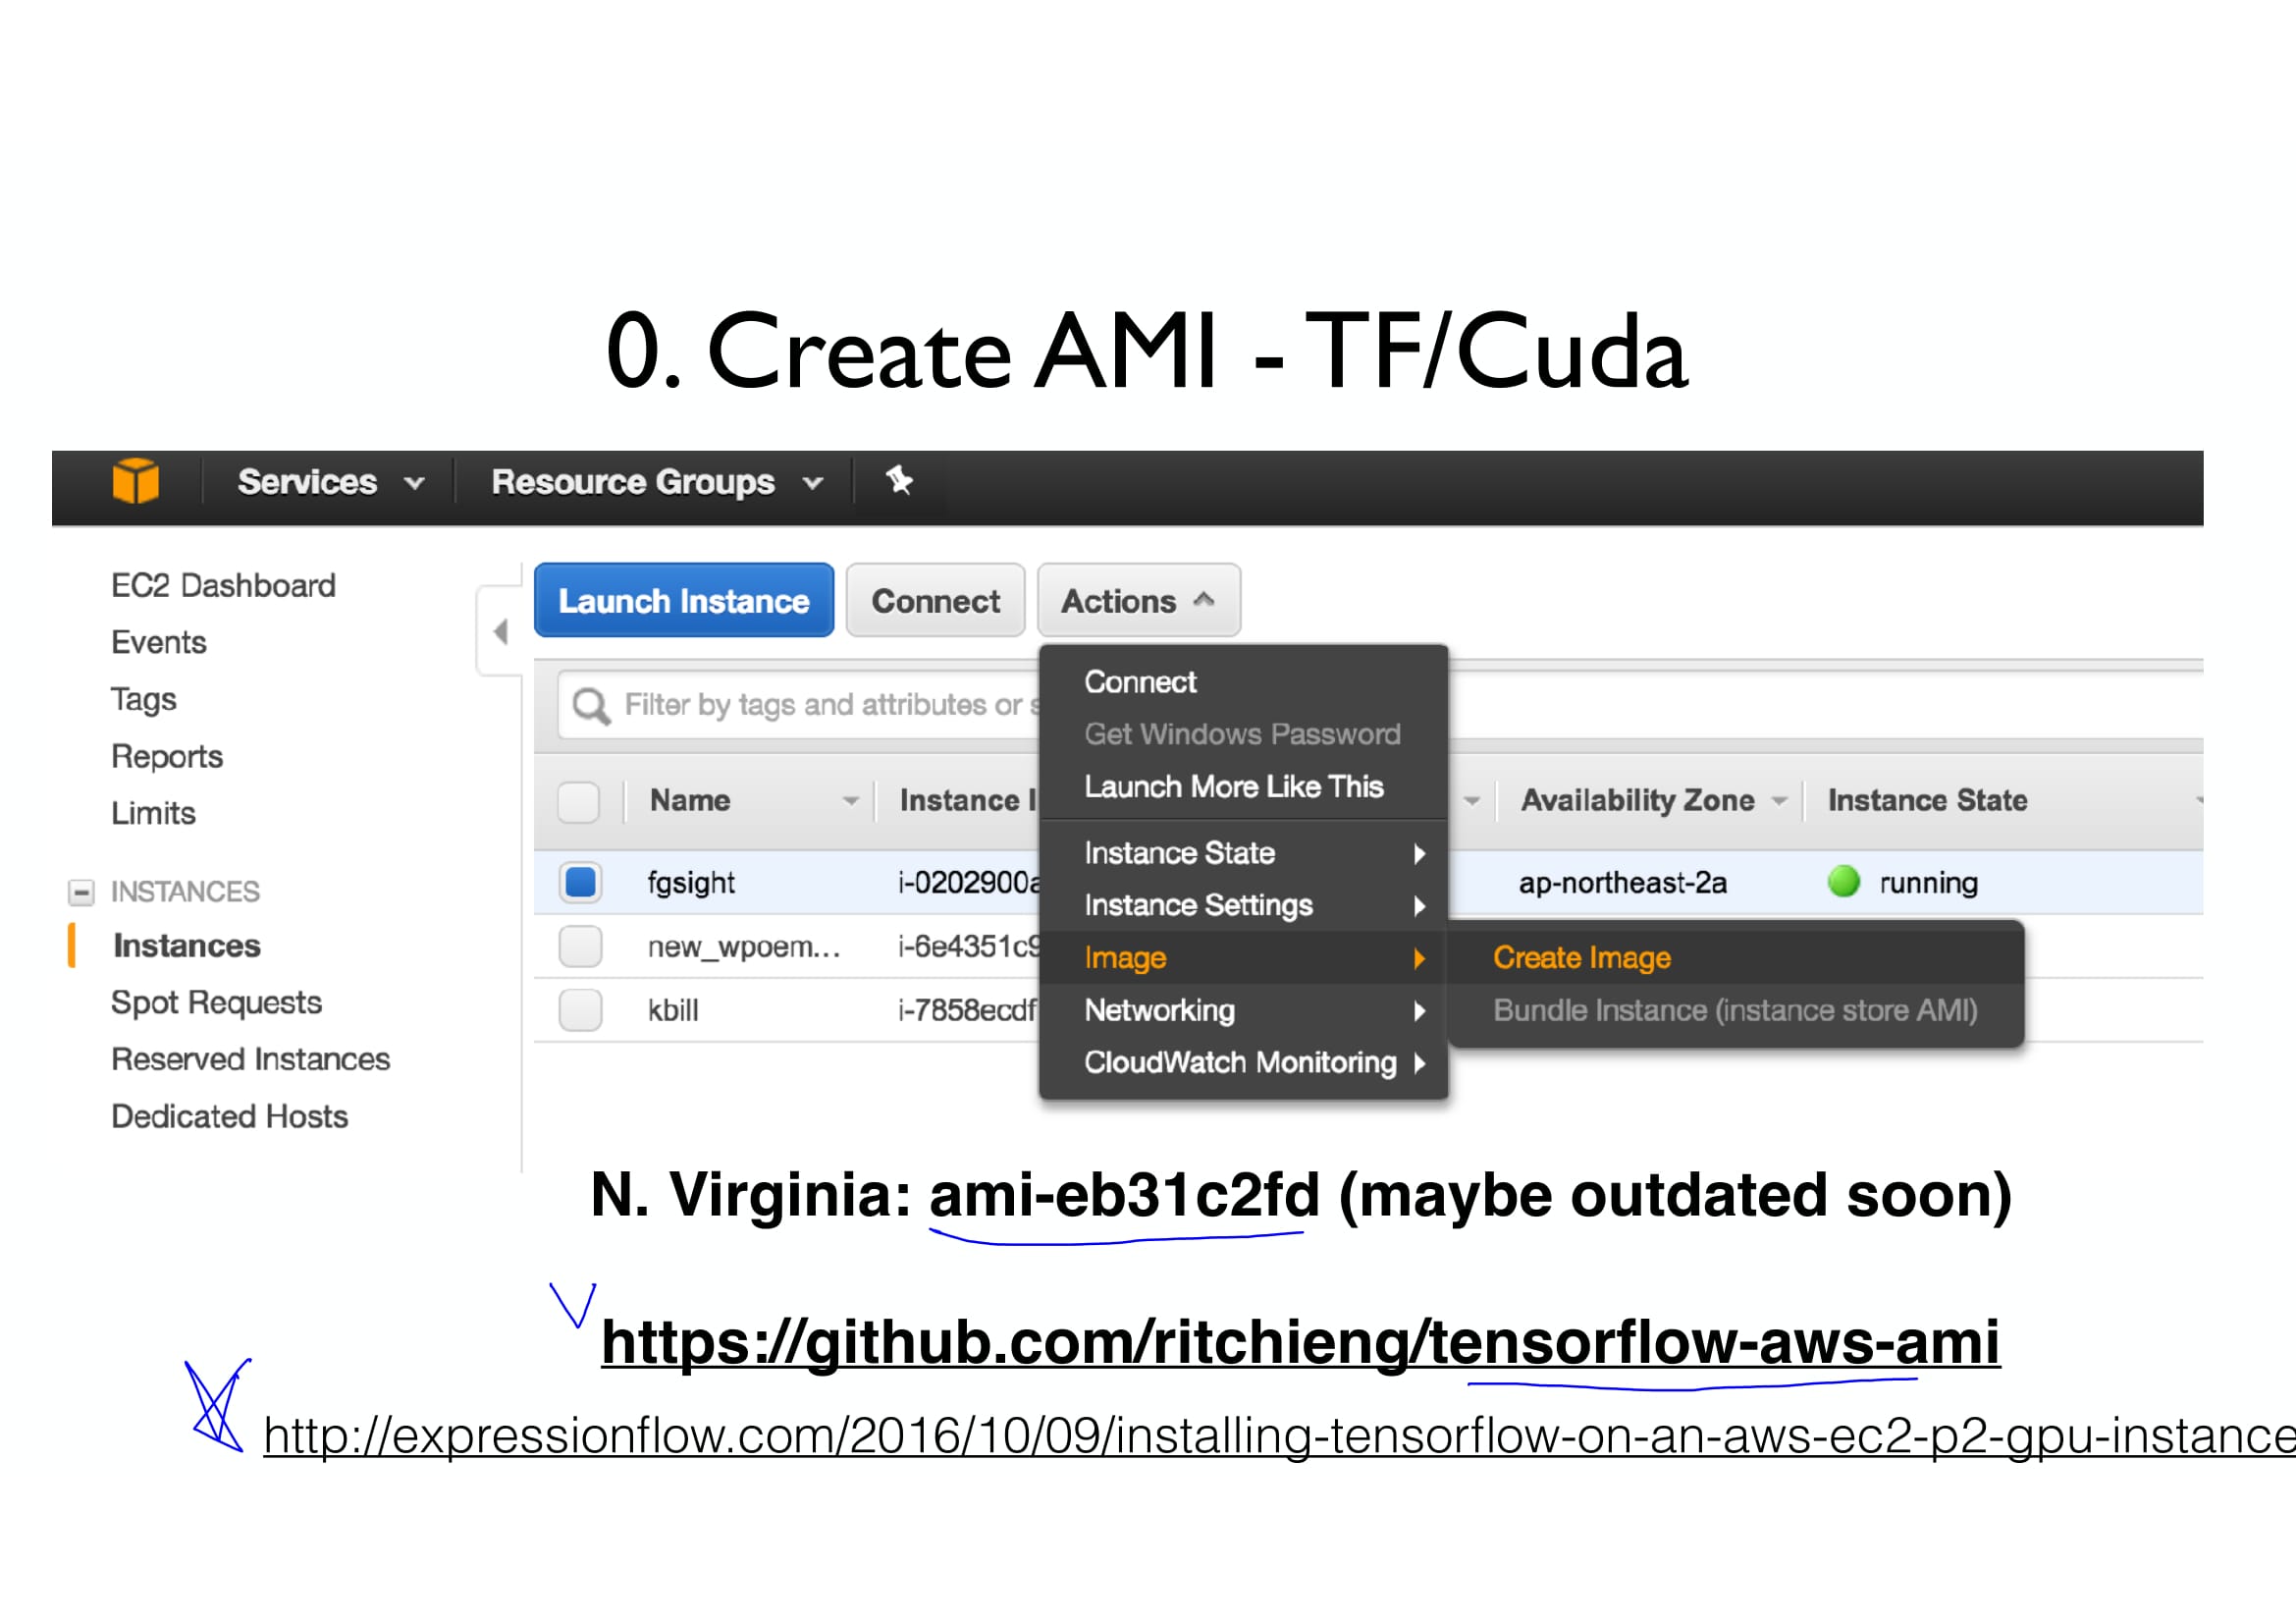 0. Create AMI - TF/Cuda
Services
Resource Groups
EC2 Dashboard
Events
Tags
Reports
Limits
INSTANCES
Instances
Spot Requests
Reserved Instances
Dedicated Hosts
Launch Instance
Connect
Actions
Filter by tags and attributes or s
Name
Instance I
Availability Zone
Instance State
fgsight
i-0202900a
ap-northeast-2a
running
new_wpoem...
i-6e4351c9
kbill
i-7858ecdf
Connect
Get Windows Password
Launch More Like This
Instance State
Instance Settings
Image
Networking
CloudWatch Monitoring
Create Image
Bundle Instance (instance store AMI)
N. Virginia: ami-eb31c2fd (maybe outdated soon)
https://github.com/ritchieng/tensorflow-aws-ami
http://expressionflow.com/2016/10/09/installing-tensorflow-on-an-aws-ec2-p2-gpu-instance